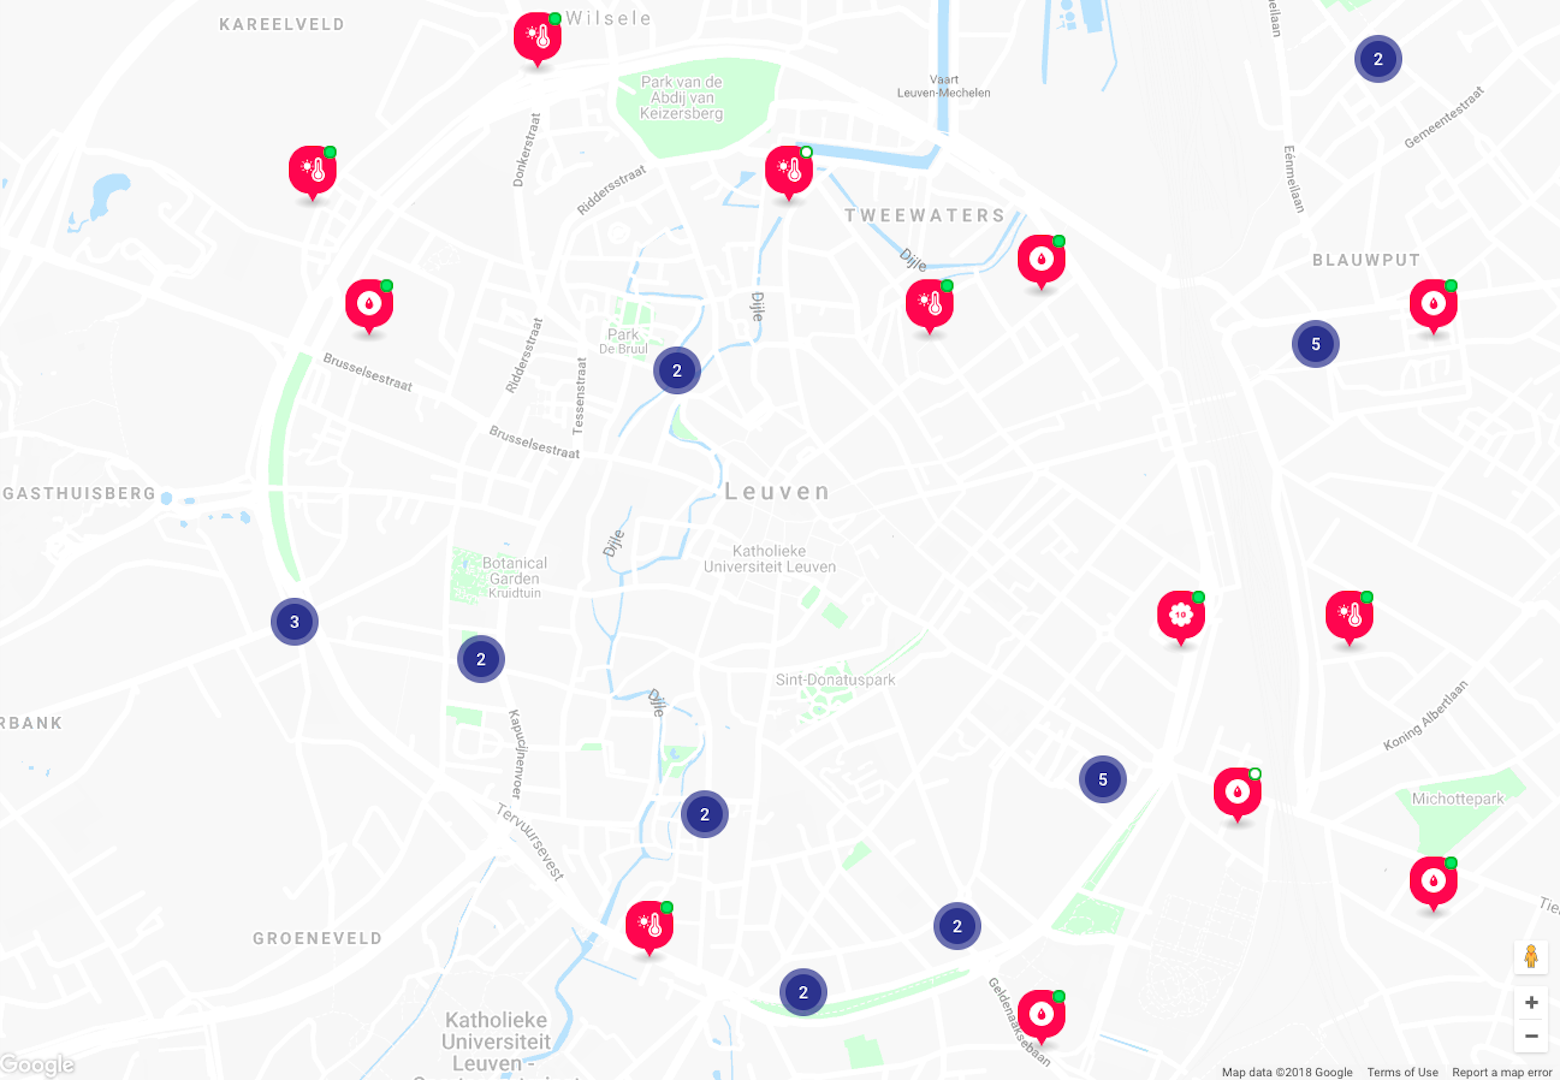 KAREELVELD
Wilsele
Park van de
Abdij van
Keizersberg
Vaart
Leuven-Mechelen
2
Gemeentestraat
Eénmeilaan
Donkerstraat
Riddersstraat
TWEEWATERS
Dijle
BLAUWPUT
Dijle
Park
De Bruul
Riddersstraat
Tessenstraat
Brusselsestraat
5
2
Brusselsestraat
GASTHUISBERG
Leuven
Dijle
Katholieke
Universiteit Leuven
Botanical
Garden
Kruidtuin
10
3
2
Sint-Donatuspark
Dijle
Koning Albertlaan
Kapucijnenvoer
5
Michottepark
2
Tervuursevest
2
GROENEVELD
2
Geldenaaksebaan
Katholieke
Universiteit
Leuven -
+
−
Google
Map data ©2018 Google
Terms of Use
Report a map error